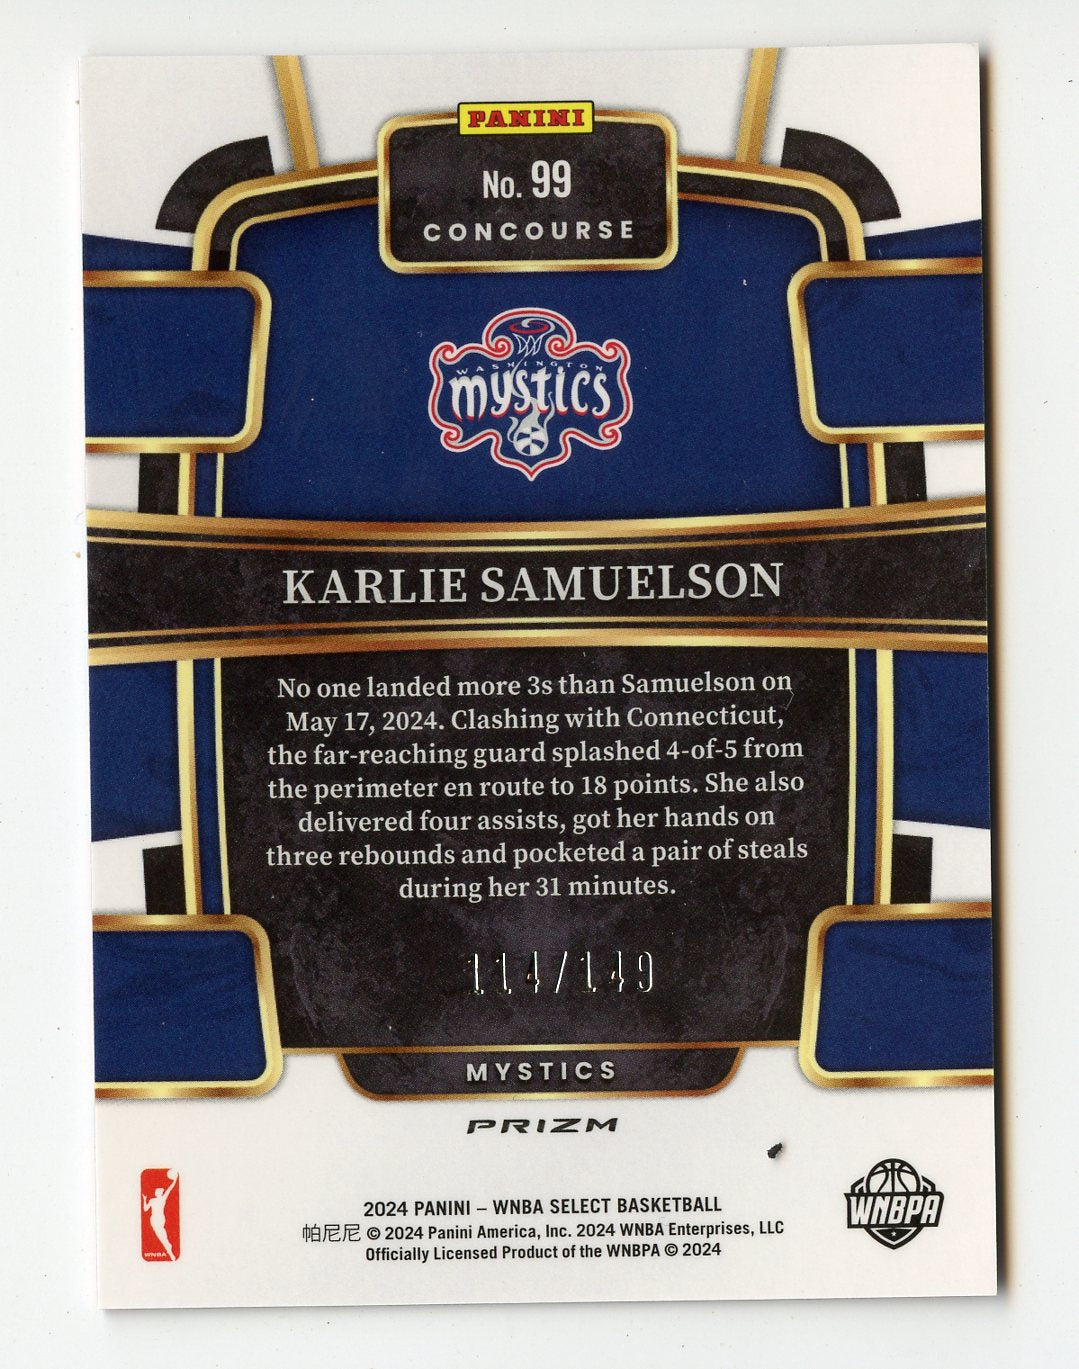 PANINI
No. 99
CONCOURSE
WASHINGTON
mystics
KARLIE SAMUELSON
No one landed more 3s than Samuelson on
May 17, 2024. Clashing with Connecticut,
the far-reaching guard splashed 4-of-5 from
the perimeter en route to 18 points. She also
delivered four assists, got her hands on
three rebounds and pocketed a pair of steals
during her 31 minutes.
114/149
MYSTICS
PRIZM
WNBA
WNBPA
2024 PANINI – WNBA SELECT BASKETBALL
帕尼尼 © 2024 Panini America, Inc. 2024 WNBA Enterprises, LLC
Officially Licensed Product of the WNBPA © 2024